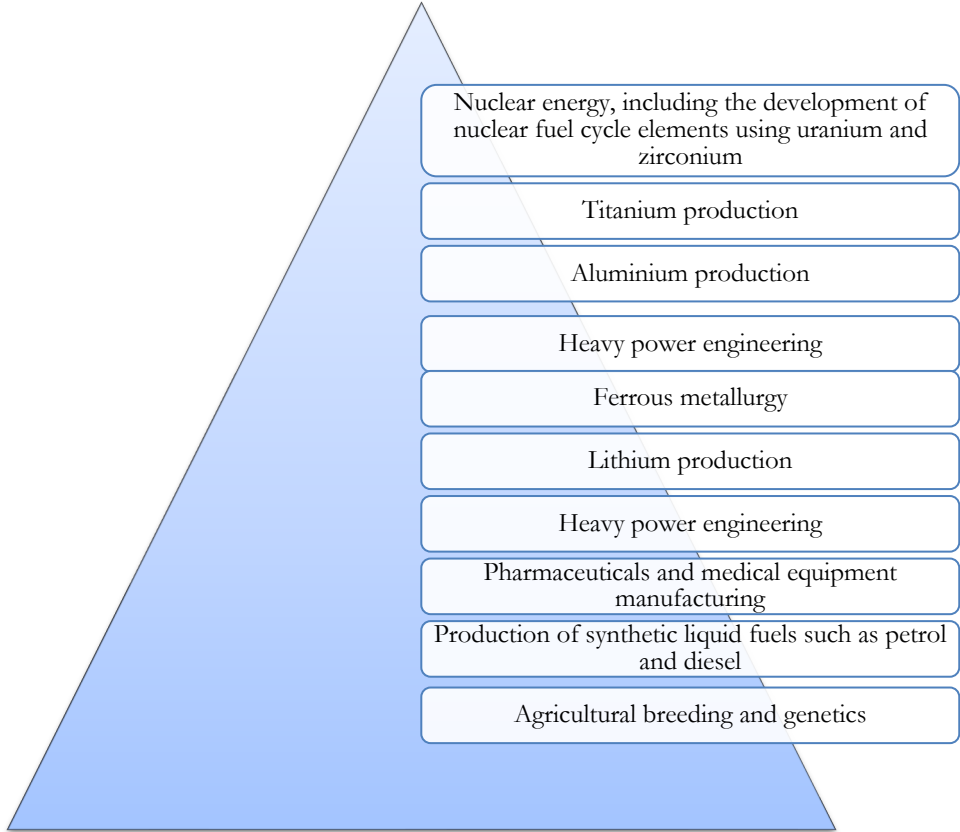 Nuclear energy, including the development of
nuclear fuel cycle elements using uranium and
zirconium
Titanium production
Aluminium production
Heavy power engineering
Ferrous metallurgy
Lithium production
Heavy power engineering
Pharmaceuticals and medical equipment
manufacturing
Production of synthetic liquid fuels such as petrol
and diesel
Agricultural breeding and genetics